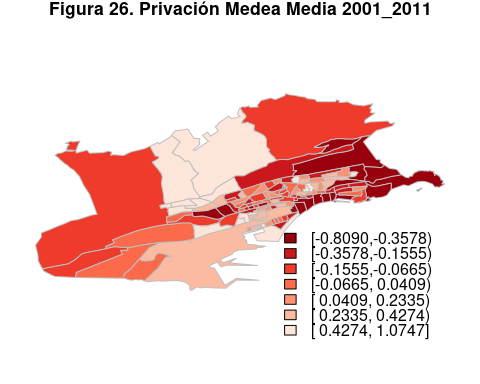 Figura 26. Privación Medea Media 2001_2011
[-0.8090,-0.3578)
[-0.3578,-0.1555)
[-0.1555,-0.0665)
[-0.0665, 0.0409)
[ 0.0409, 0.2335)
[ 0.2335, 0.4274)
[ 0.4274, 1.0747]